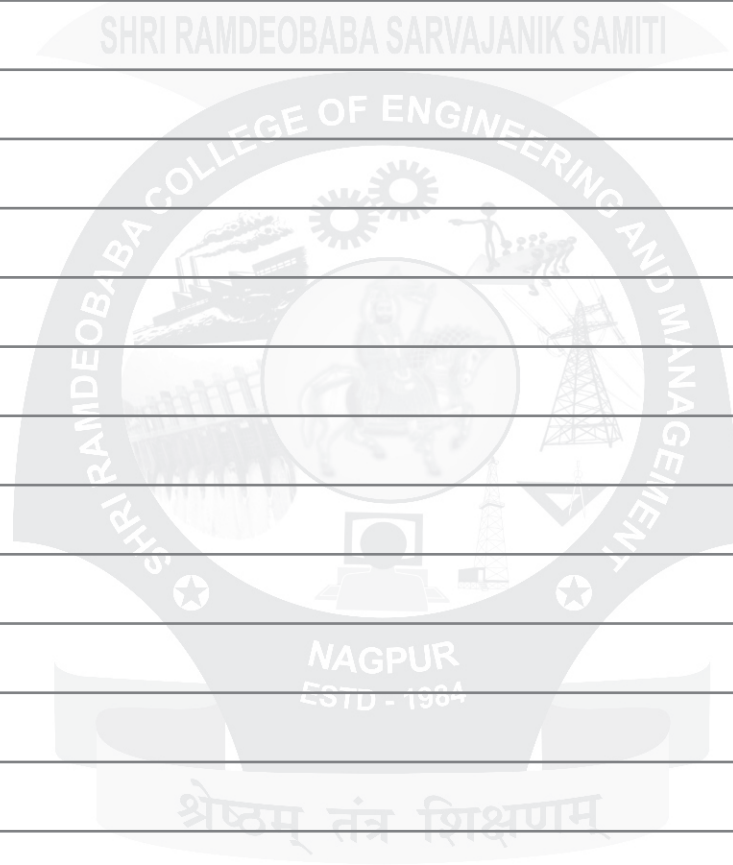 SHRI RAMDEOBABA SARVAJANIK SAMITI
SHRI RAMDEOBABA COLLEGE OF ENGINEERING AND MANAGEMENT
NAGPUR
ESTD - 1984
श्रेष्ठम् तंत्र शिक्षणम्